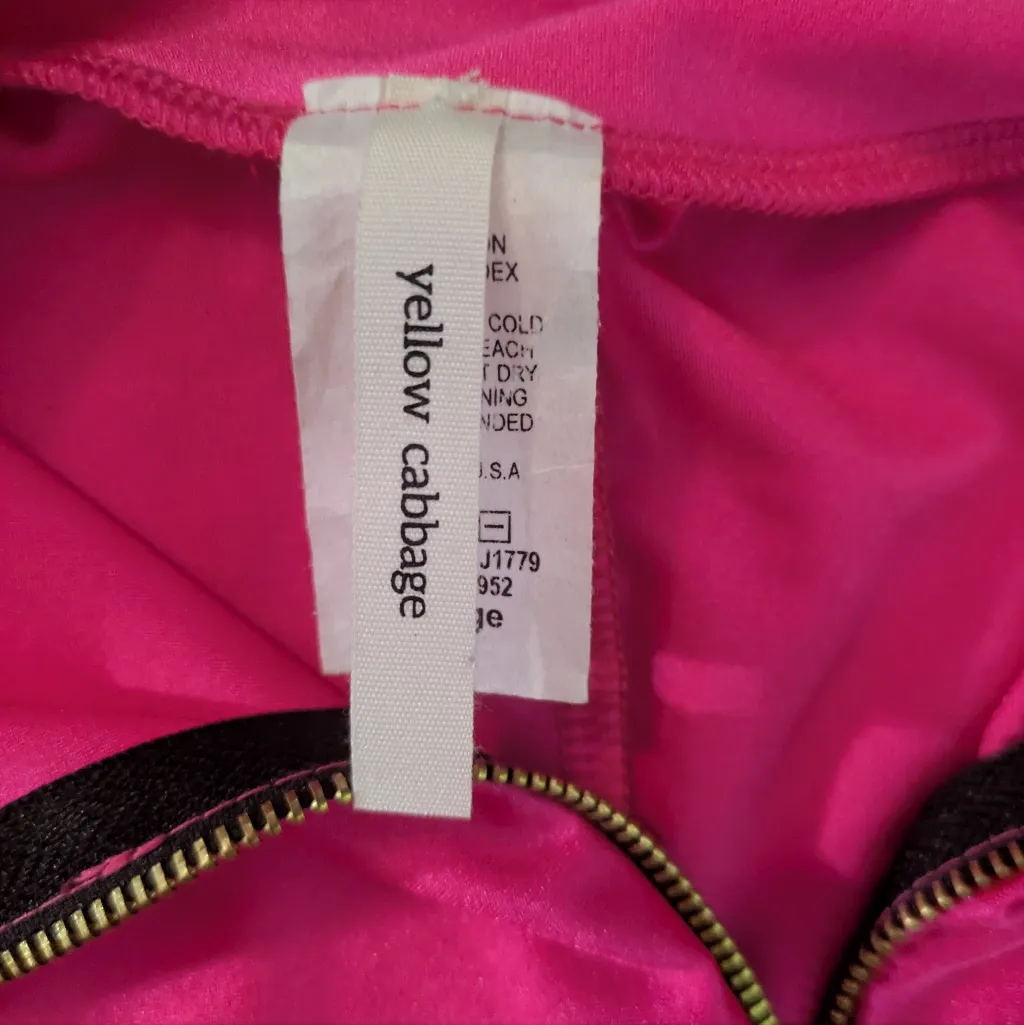 yellow cabbage
ON
DEX
COLD
EACH
T DRY
NING
NDED
.S.A
J1779
952
ge